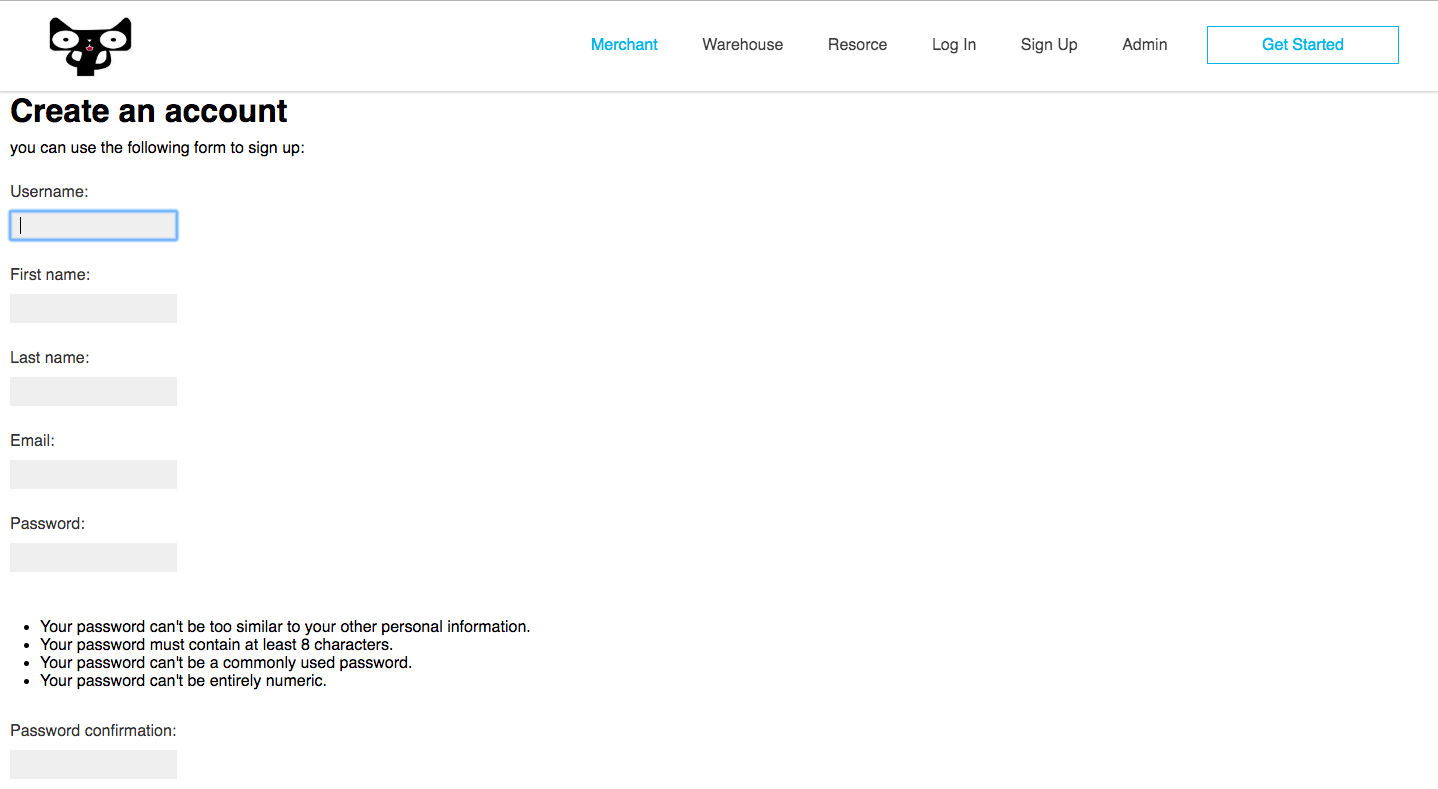 Merchant Warehouse Resorce Log In Sign Up Admin Get Started
Create an account
you can use the following form to sign up:
Username:
First name:
Last name:
Email:
Password:
Your password can't be too similar to your other personal information.
Your password must contain at least 8 characters.
Your password can't be a commonly used password.
Your password can't be entirely numeric.
Password confirmation: